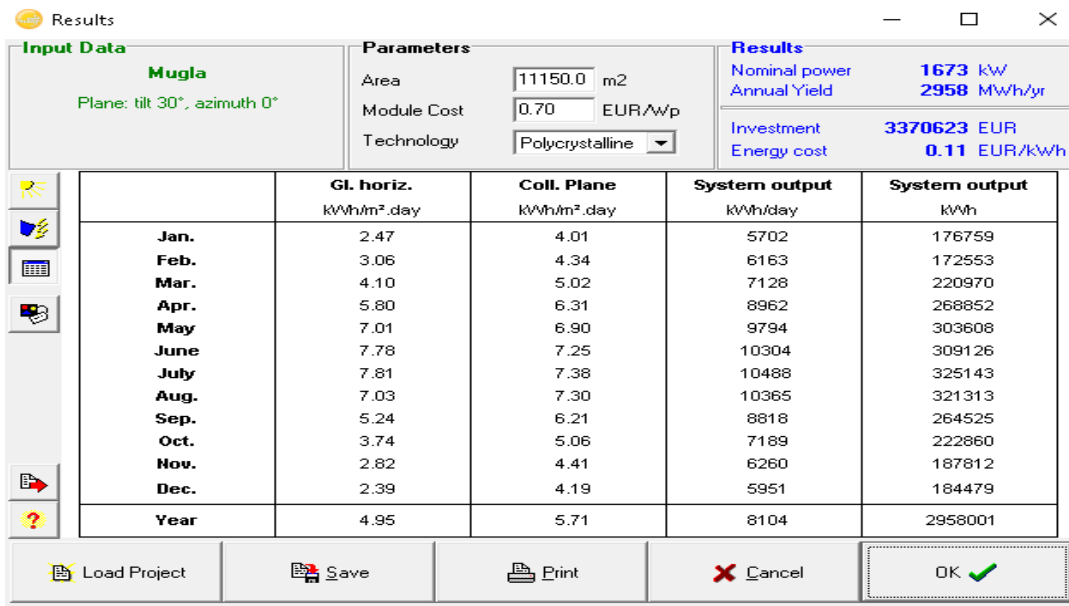 Results
Input Data
Mugla
Plane: tilt 30°, azimuth 0°
Parameters
Area 11150.0 m2
Module Cost 0.70 EUR/Wp
Technology Polycrystalline
Results
Nominal power 1673 kW
Annual Yield 2958 MWh/yr
Investment 3370623 EUR
Energy cost 0.11 EUR/kWh
Gl. horiz. Coll. Plane System output System output
kWh/m².day kWh/m².day kWh/day kWh
Jan. 2.47 4.01 5702 176759
Feb. 3.06 4.34 6163 172553
Mar. 4.10 5.02 7128 220970
Apr. 5.80 6.31 8962 268852
May 7.01 6.90 9794 303608
June 7.78 7.25 10304 309126
July 7.81 7.38 10488 325143
Aug. 7.03 7.30 10365 321313
Sep. 5.24 6.21 8818 264525
Oct. 3.74 5.06 7189 222860
Nov. 2.82 4.41 6260 187812
Dec. 2.39 4.19 5951 184479
Year 4.95 5.71 8104 2958001
?
Load Project Save Print Cancel OK